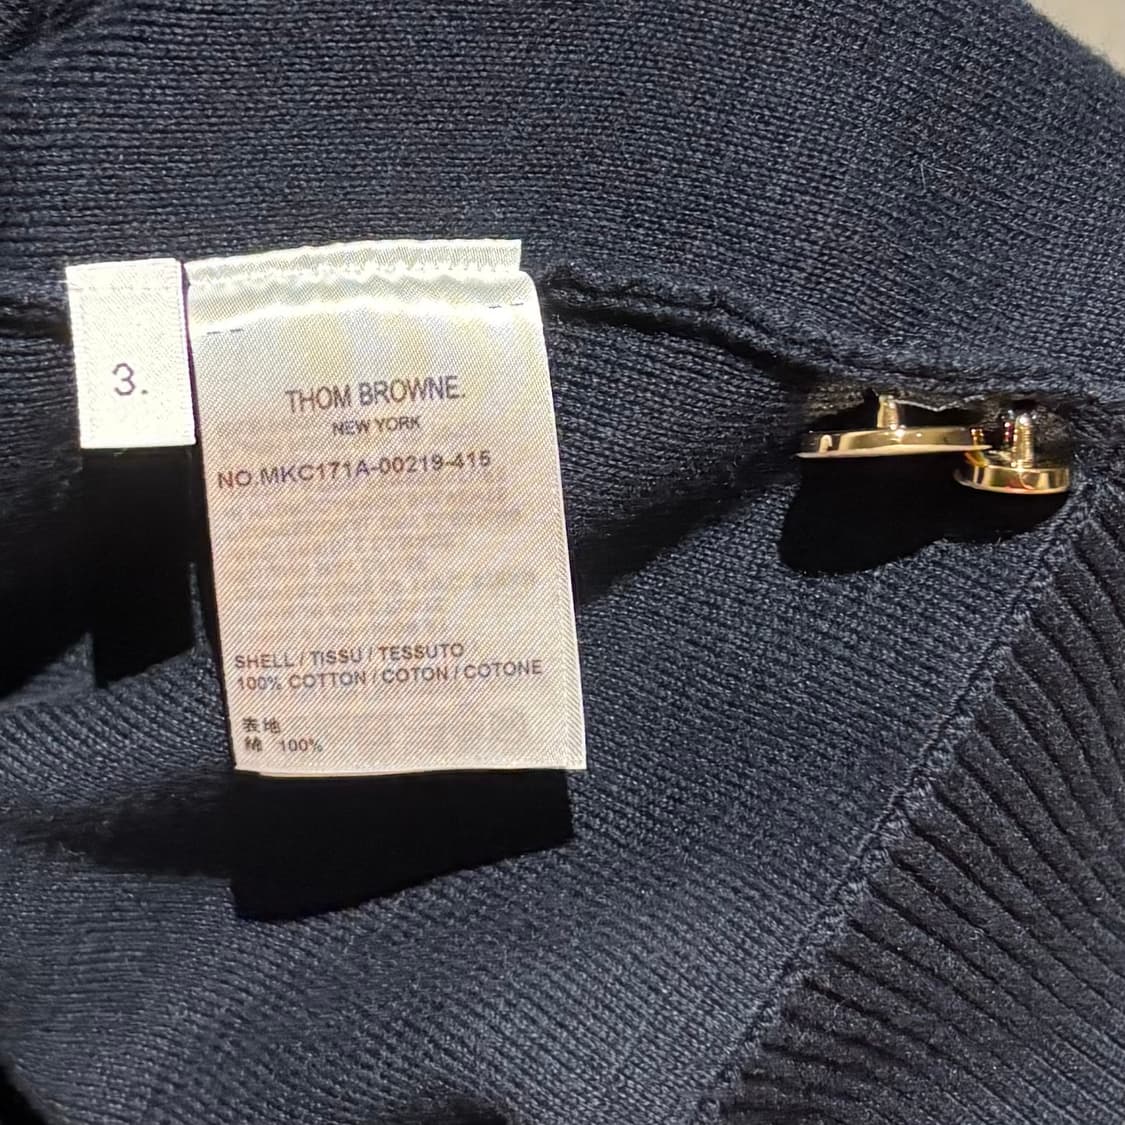 3.
THOM BROWNE.
NEW YORK
NO.MKC171A-00219-415
SHELL / TISSU / TESSUTO
100% COTTON / COTON / COTONE
表地
綿 100%